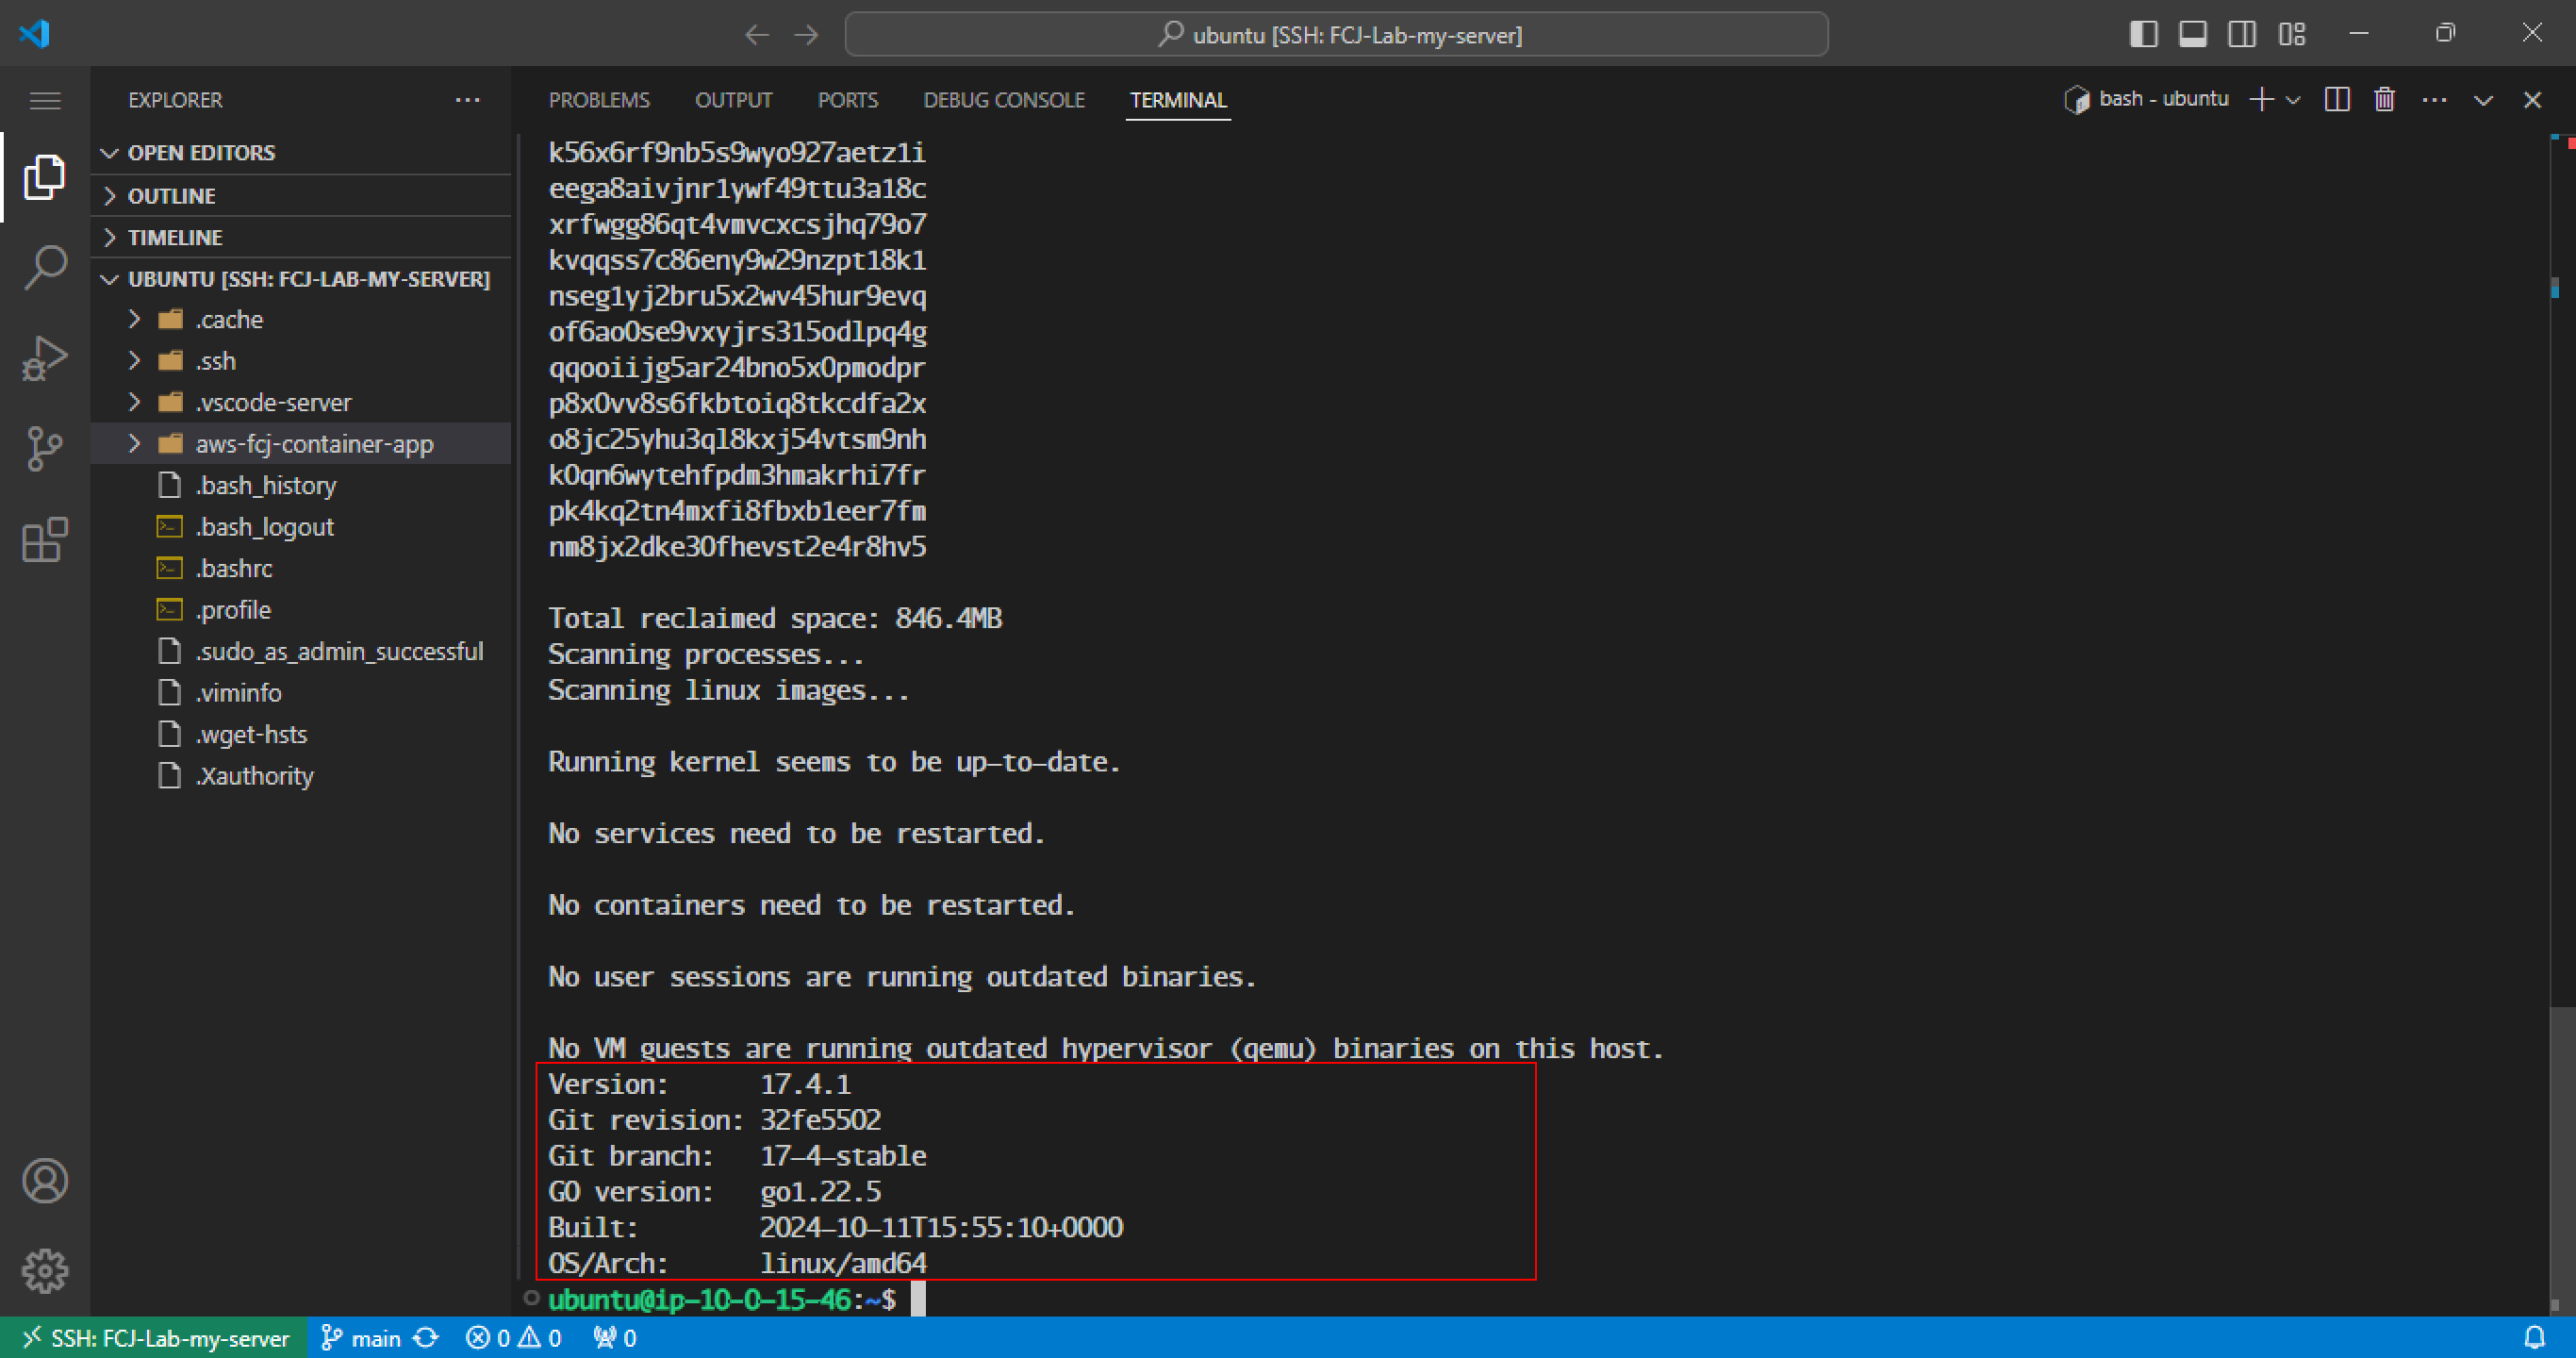 ubuntu [SSH: FCJ-Lab-my-server]
EXPLORER
OPEN EDITORS
OUTLINE
TIMELINE
UBUNTU [SSH: FCJ-LAB-MY-SERVER]
.cache
.ssh
.vscode-server
aws-fcj-container-app
.bash_history
.bash_logout
.bashrc
.profile
.sudo_as_admin_successful
.viminfo
.wget-hsts
.Xauthority
PROBLEMS OUTPUT PORTS DEBUG CONSOLE TERMINAL
bash - ubuntu
k56x6rf9nb5s9wyo927aetz1i
eega8aivjnr1ywf49ttu3a18c
xrfwgg86qt4vmvcxcsjhq79o7
kvqqss7c86eny9w29nzpt18k1
nseg1yj2bru5x2wv45hur9evq
of6ao0se9vxyjrs315odlpq4g
qqooiijg5ar24bno5x0pmodpr
p8x0vv8s6fkbtoiq8tkcdfa2x
o8jc25yhu3ql8kxj54vtsm9nh
k0qn6wytehfpdm3hmakrhi7fr
pk4kq2tn4mxfi8fbxb1eer7fm
nm8jx2dke30fhevst2e4r8hv5
Total reclaimed space: 846.4MB
Scanning processes...
Scanning linux images...
Running kernel seems to be up-to-date.
No services need to be restarted.
No containers need to be restarted.
No user sessions are running outdated binaries.
No VM guests are running outdated hypervisor (qemu) binaries on this host.
Version:      17.4.1
Git revision: 32fe5502
Git branch:   17-4-stable
GO version:   go1.22.5
Built:        2024-10-11T15:55:10+0000
OS/Arch:      linux/amd64
ubuntu@ip-10-0-15-46:~$
SSH: FCJ-Lab-my-server main 0 0 0